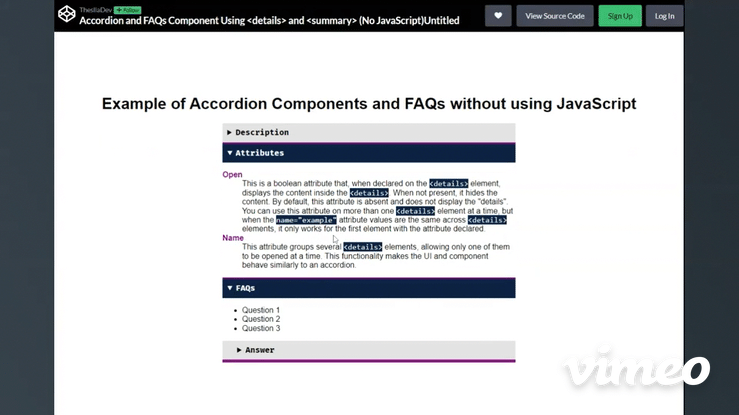 ThesllaDev + Follow
Accordion and FAQs Component Using <details> and <summary> (No JavaScript)Untitled
View Source Code
Sign Up
Log In
Example of Accordion Components and FAQs without using JavaScript
Description
Attributes
Open
This is a boolean attribute that, when declared on the <details> element,
displays the content inside the <details>. When not present, it hides the
content. By default, this attribute is absent and does not display the "details".
You can use this attribute on more than one <details> element at a time, but
when the name="example" attribute values are the same across <details>
elements, it only works for the first element with the attribute declared.
Name
This attribute groups several <details> elements, allowing only one of them
to be opened at a time. This functionality makes the UI and component
behave similarly to an accordion.
FAQs
Question 1
Question 2
Question 3
Answer
vimeo